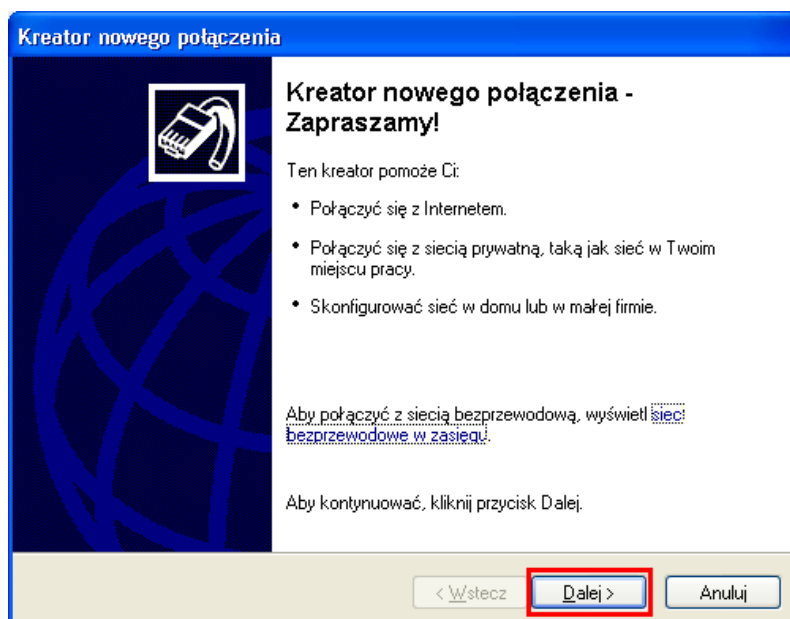 Kreator nowego połączenia
Kreator nowego połączenia -
Zapraszamy!
Ten kreator pomoże Ci:
• Połączyć się z Internetem.
• Połączyć się z siecią prywatną, taką jak sieć w Twoim
miejscu pracy.
• Skonfigurować sieć w domu lub w małej firmie.
Aby połączyć z siecią bezprzewodową, wyświetl sieci
bezprzewodowe w zasięgu.
Aby kontynuować, kliknij przycisk Dalej.
< Wstecz Dalej > Anuluj